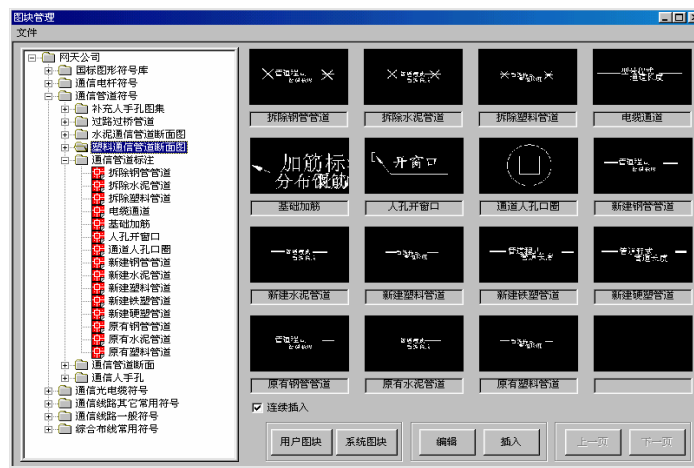 图块管理
文件
网天公司
国标图形符号库
通信电杆符号
通信管道符号
补充人手孔图集
过路过桥管道
水泥通信管道断面图
塑料通信管道断面图
通信管道标注
拆除钢管管道
拆除水泥管道
拆除塑料管道
电缆通道
基础加筋
人孔开窗口
通道人孔口圈
新建钢管管道
新建水泥管道
新建塑料管道
新建铁塑管道
新建硬塑管道
原有钢管管道
原有水泥管道
原有塑料管道
通信管道断面
通信人手孔
通信光电缆符号
通信线路其它常用符号
通信线路一般符号
综合布线常用符号
拆除钢管管道 拆除水泥管道 拆除塑料管道 电缆通道
加筋标
分布钢筋
开窗口
基础加筋 人孔开窗口 通道人孔口圈 新建钢管管道
新建水泥管道 新建塑料管道 新建铁塑管道 新建硬塑管道
原有钢管管道 原有水泥管道 原有塑料管道
连续插入
用户图块 系统图块 编辑 插入 上一页 下一页